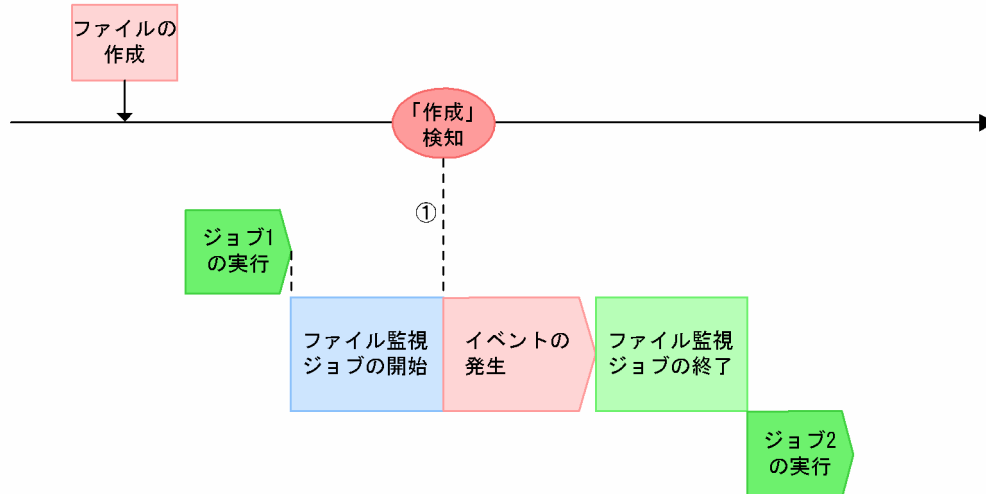 ファイルの
作成
「作成」
検知
①
ジョブ1
の実行
ファイル監視
ジョブの開始
イベントの
発生
ファイル監視
ジョブの終了
ジョブ2
の実行